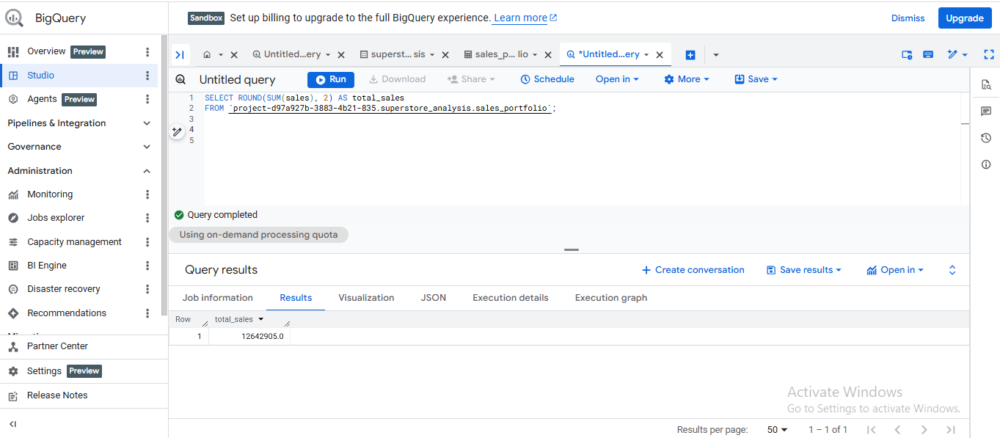 BigQuery
Sandbox Set up billing to upgrade to the full BigQuery experience. Learn more
Dismiss
Upgrade
Overview Preview
Studio
Agents Preview
Pipelines & Integration
Governance
Administration
Monitoring
Jobs explorer
Capacity management
BI Engine
Disaster recovery
Recommendations
Partner Center
Settings Preview
Release Notes
Untitled...ery
superst... sis
sales_p... lio
*Untitled...ery
Untitled query
Run
Download
Share
Schedule
Open in
More
Save
1 SELECT ROUND(SUM(sales), 2) AS total_sales
2 FROM `project-d97a927b-3883-4b21-835.superstore_analysis.sales_portfolio`;
3
4
5
Query completed
Using on-demand processing quota
Query results
Create conversation
Save results
Open in
Job information
Results
Visualization
JSON
Execution details
Execution graph
Row total_sales
1 12642905.0
Activate Windows
Go to Settings to activate Windows.
Results per page: 50 1 – 1 of 1